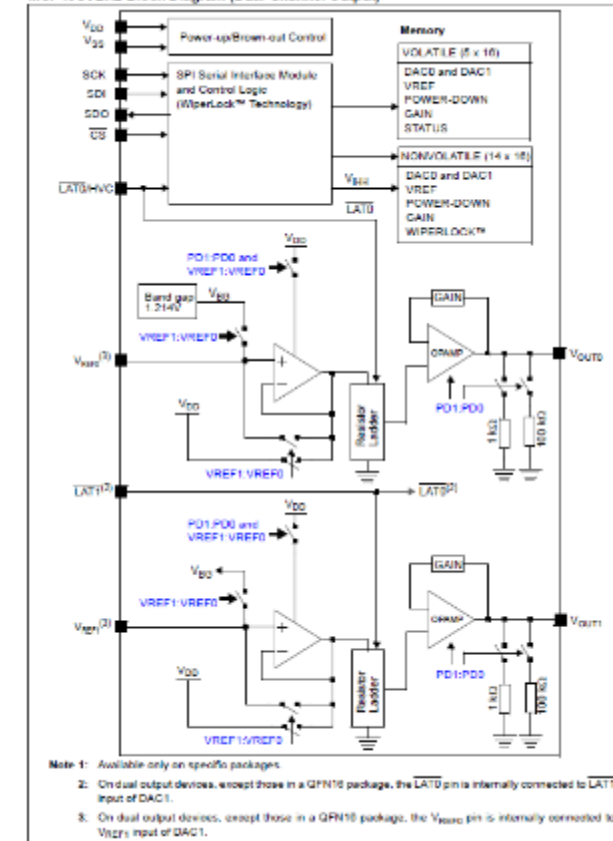 VDD
VSS
Power-up/Brown-out Control
SCK
SDI
SDO
CS
SPI Serial Interface Module
and Control Logic
(WiperLock™ Technology)
Memory
VOLATILE (5 x 16)
DAC0 and DAC1
VREF
POWER-DOWN
GAIN
STATUS
NONVOLATILE (14 x 16)
DAC0 and DAC1
VREF
POWER-DOWN
GAIN
WIPERLOCK™
LAT0/HVC
LAT0
VDD
PD1:PD0 and
VREF1:VREF0
Band gap
1.214V
VBG
VREF1:VREF0
VREF0(3)
VDD
VREF1:VREF0
Resistor
Ladder
GAIN
OPAMP
PD1:PD0
1 kΩ
100 kΩ
VOUT0
LAT1(2)
LAT0(2)
VDD
PD1:PD0 and
VREF1:VREF0
VBG
VREF1:VREF0
VREF1(3)
VDD
VREF1:VREF0
Resistor
Ladder
GAIN
OPAMP
PD1:PD0
1 kΩ
100 kΩ
VOUT1
Note 1: Available only on specific packages.
2: On dual output devices, except those in a QFN16 package, the LAT0 pin is internally connected to LAT1
input of DAC1.
3: On dual output devices, except those in a QFN16 package, the VREF0 pin is internally connected to
VREF1 input of DAC1.